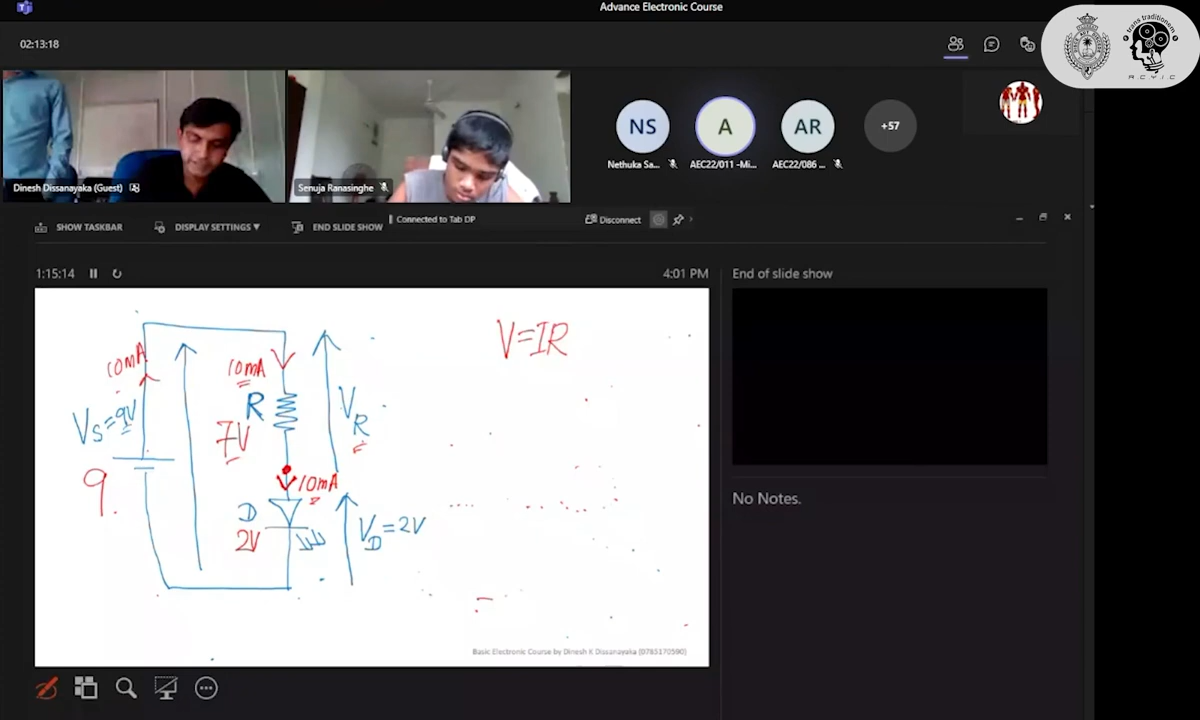 Advance Electronic Course
02:13:18
R.C.Y.I.C
NS
A
AR
+57
Dinesh Dissanayaka (Guest)
Senuja Ranasinghe
Nethuka Sa...
AEC22/011 -Mi...
AEC22/086 ...
SHOW TASKBAR
DISPLAY SETTINGS ▼
END SLIDE SHOW
Connected to Tab DP
Disconnect
1:15:14
4:01 PM
End of slide show
V=IR
10mA
10mA
Vs=9V
R
VR
7V
9.
10mA
D
2V
VD=2V
No Notes.
Basic Electronic Course by Dinesh K Dissanayaka (0785170590)